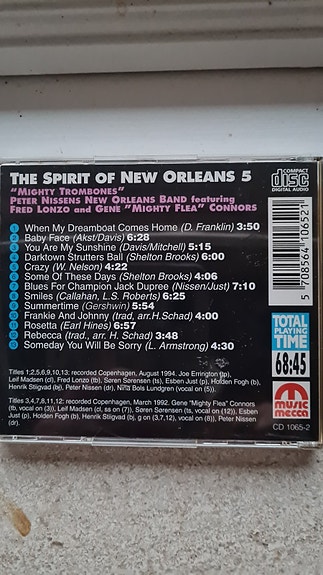 THE SPIRIT OF NEW ORLEANS 5
COMPACT
disc
DIGITAL AUDIO
"MIGHTY TROMBONES"
PETER NISSENS NEW ORLEANS BAND featuring
FRED LONZO and GENE "MIGHTY FLEA" CONNORS
1 When My Dreamboat Comes Home (D. Franklin) 3:50
2 Baby Face (Akst/Davis) 6:28
3 You Are My Sunshine (Davis/Mitchell) 5:15
4 Darktown Strutters Ball (Shelton Brooks) 6:00
5 Crazy (W. Nelson) 4:22
6 Some Of These Days (Shelton Brooks) 4:06
7 Blues For Champion Jack Dupree (Nissen/Just) 7:10
8 Smiles (Callahan, L.S. Roberts) 6:25
9 Summertime (Gershwin) 5:54
10 Frankie And Johnny (trad, arr.H.Schad) 4:00
11 Rosetta (Earl Hines) 6:57
12 Rebecca (trad., arr. H. Schad) 3:48
13 Someday You Will Be Sorry (L. Armstrong) 4:30
5 708564 106521
TOTAL
PLAYING
TIME
68:45
Titles 1,2,5,6,9,10,13: recorded Copenhagen, August 1994. Joe Errington (tp),
Leif Madsen (cl), Fred Lonzo (tb), Søren Sørensen (ts), Esben Just (p), Holden Fogh (b),
Henrik Stligvad (bj), Peter Nissen (dr), Nina Bois Lundgren (vocal on (5)).
Titles 3,4,7,8,11,12: recorded Copenhagen, March 1992. Gene "Mighty Flea" Connors
(tb, vocal on (3)), Leif Madsen (cl, ss on (7)), Søren Sørensen (ts, vocal on (12)), Esben Just
(p), Holden Fogh (b), Henrik Stligvad (bj, g on (7), vocal on (8)), Peter Nissen
(dr).
music
mecca
CD 1065-2